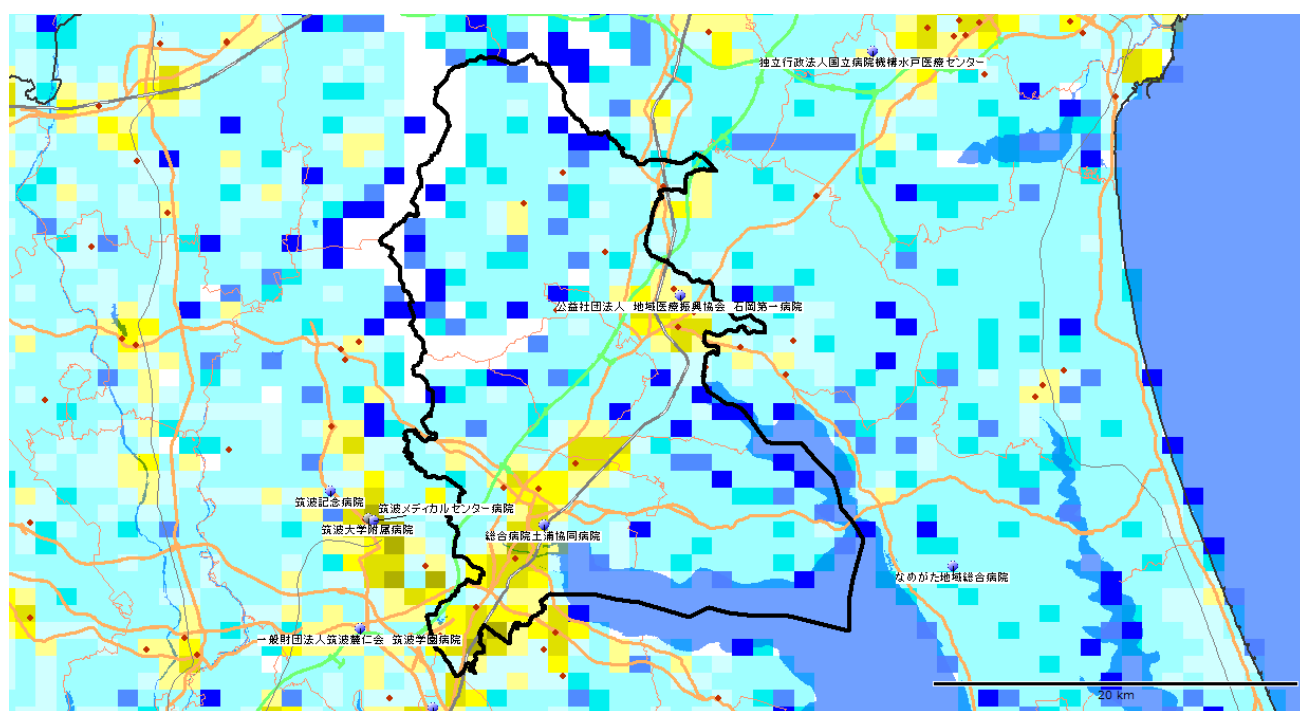 独立行政法人国立病院機構水戸医療センター
公益社団法人 地域医療振興協会 石岡第一病院
筑波記念病院
筑波メディカルセンター病院
筑波大学附属病院
総合病院土浦協同病院
なめがた地域総合病院
一般財団法人筑波麓仁会 筑波学園病院
20 km